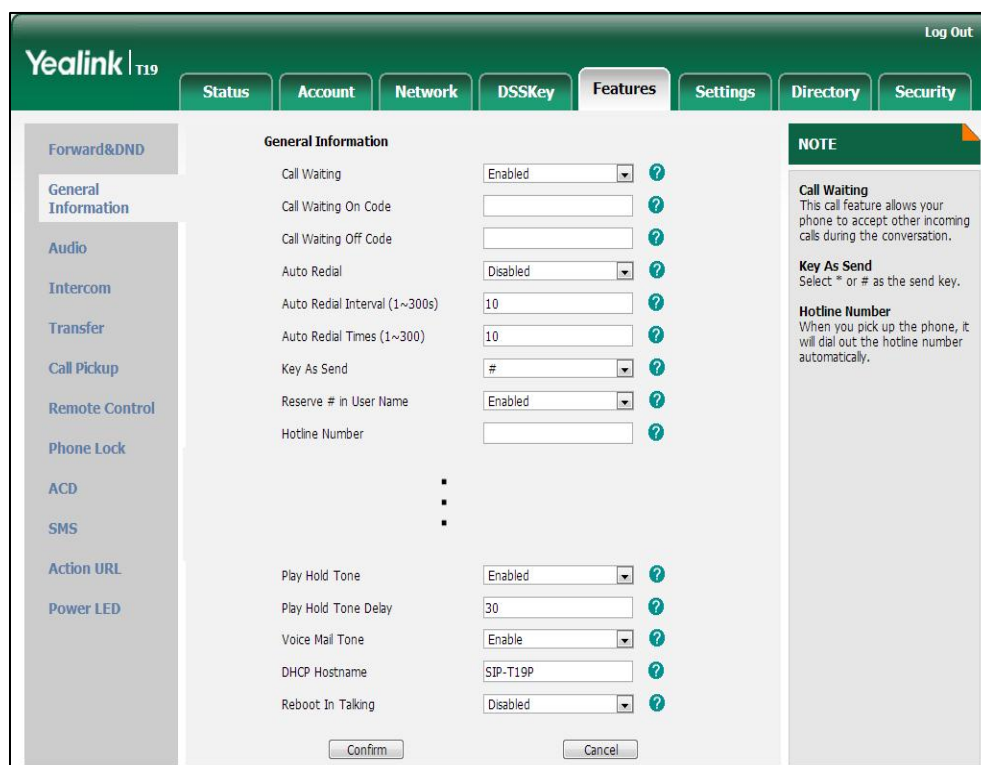 Log Out
Yealink | T19
Status Account Network DSSKey Features Settings Directory Security
Forward&DND
General
Information
Audio
Intercom
Transfer
Call Pickup
Remote Control
Phone Lock
ACD
SMS
Action URL
Power LED
General Information
Call Waiting Enabled ?
Call Waiting On Code ?
Call Waiting Off Code ?
Auto Redial Disabled ?
Auto Redial Interval (1~300s) 10 ?
Auto Redial Times (1~300) 10 ?
Key As Send # ?
Reserve # in User Name Enabled ?
Hotline Number ?
Play Hold Tone Enabled ?
Play Hold Tone Delay 30 ?
Voice Mail Tone Enable ?
DHCP Hostname SIP-T19P ?
Reboot In Talking Disabled ?
Confirm Cancel
NOTE
Call Waiting
This call feature allows your
phone to accept other incoming
calls during the conversation.
Key As Send
Select * or # as the send key.
Hotline Number
When you pick up the phone, it
will dial out the hotline number
automatically.